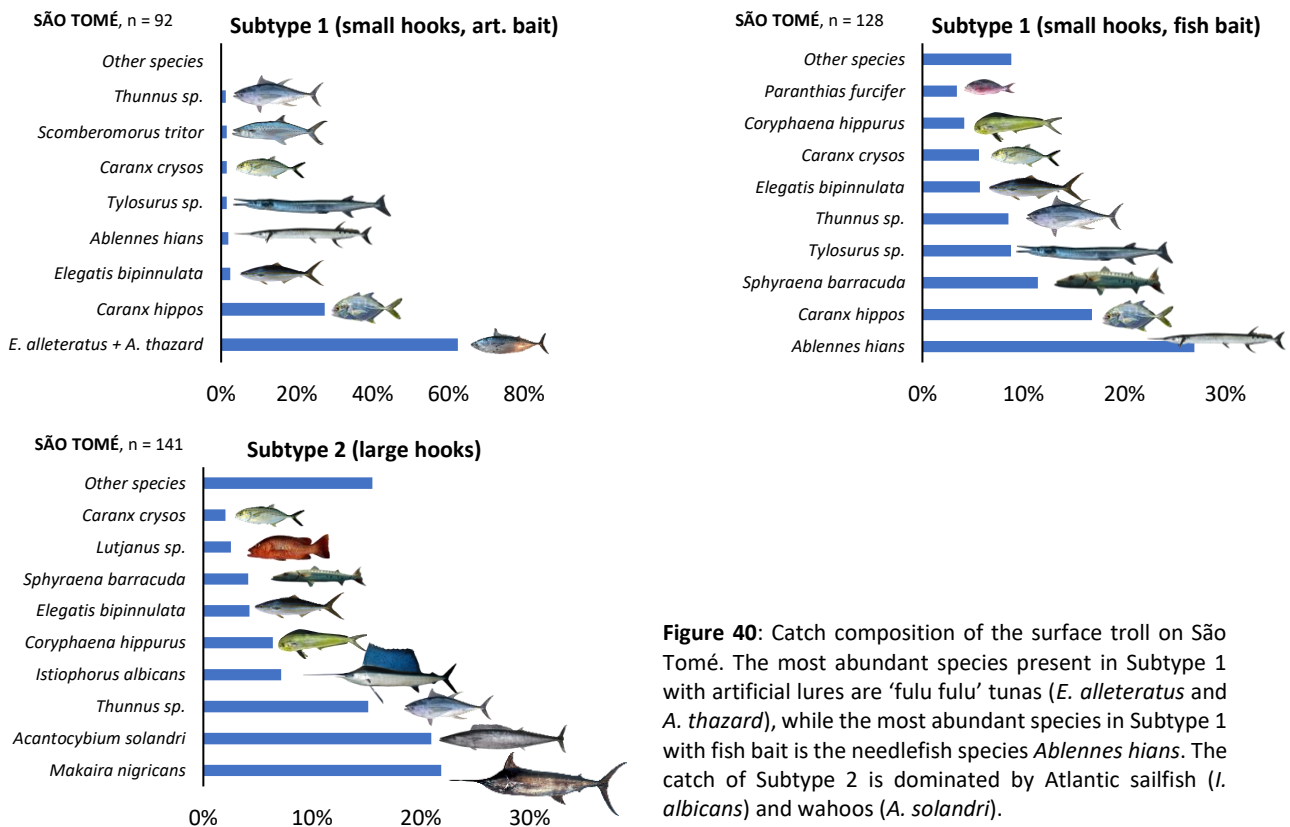 SÃO TOMÉ, n = 92
Subtype 1 (small hooks, art. bait)
Other species
Thunnus sp.
Scomberomorus tritor
Caranx crysos
Tylosurus sp.
Ablennes hians
Elegatis bipinnulata
Caranx hippos
E. alleteratus + A. thazard
0% 20% 40% 60% 80%
SÃO TOMÉ, n = 128
Subtype 1 (small hooks, fish bait)
Other species
Paranthias furcifer
Coryphaena hippurus
Caranx crysos
Elegatis bipinnulata
Thunnus sp.
Tylosurus sp.
Sphyraena barracuda
Caranx hippos
Ablennes hians
0% 10% 20% 30%
SÃO TOMÉ, n = 141
Subtype 2 (large hooks)
Other species
Caranx crysos
Lutjanus sp.
Sphyraena barracuda
Elegatis bipinnulata
Coryphaena hippurus
Istiophorus albicans
Thunnus sp.
Acantocybium solandri
Makaira nigricans
0% 10% 20% 30%
Figure 40: Catch composition of the surface troll on São
Tomé. The most abundant species present in Subtype 1
with artificial lures are ‘fulu fulu’ tunas (E. alleteratus and
A. thazard), while the most abundant species in Subtype 1
with fish bait is the needlefish species Ablennes hians. The
catch of Subtype 2 is dominated by Atlantic sailfish (I.
albicans) and wahoos (A. solandri).